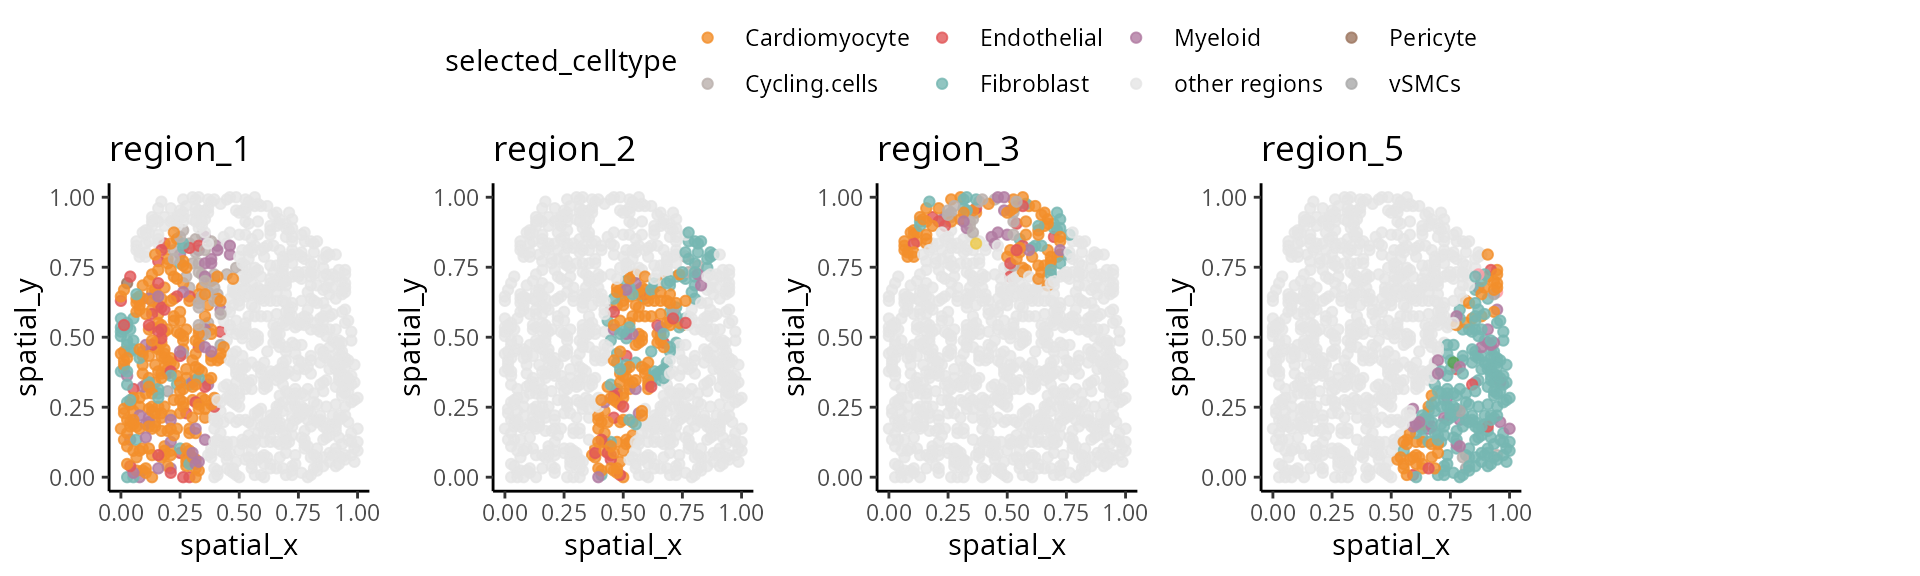 selected_celltype
Cardiomyocyte Endothelial Myeloid Pericyte
Cycling.cells Fibroblast other regions vSMCs
region_1 region_2 region_3 region_5
1.00 1.00 1.00 1.00
0.75 0.75 0.75 0.75
0.50 0.50 0.50 0.50
0.25 0.25 0.25 0.25
0.00 0.00 0.00 0.00
spatial_y spatial_y spatial_y spatial_y
0.00 0.25 0.50 0.75 1.00 0.00 0.25 0.50 0.75 1.00 0.00 0.25 0.50 0.75 1.00 0.00 0.25 0.50 0.75 1.00
spatial_x spatial_x spatial_x spatial_x